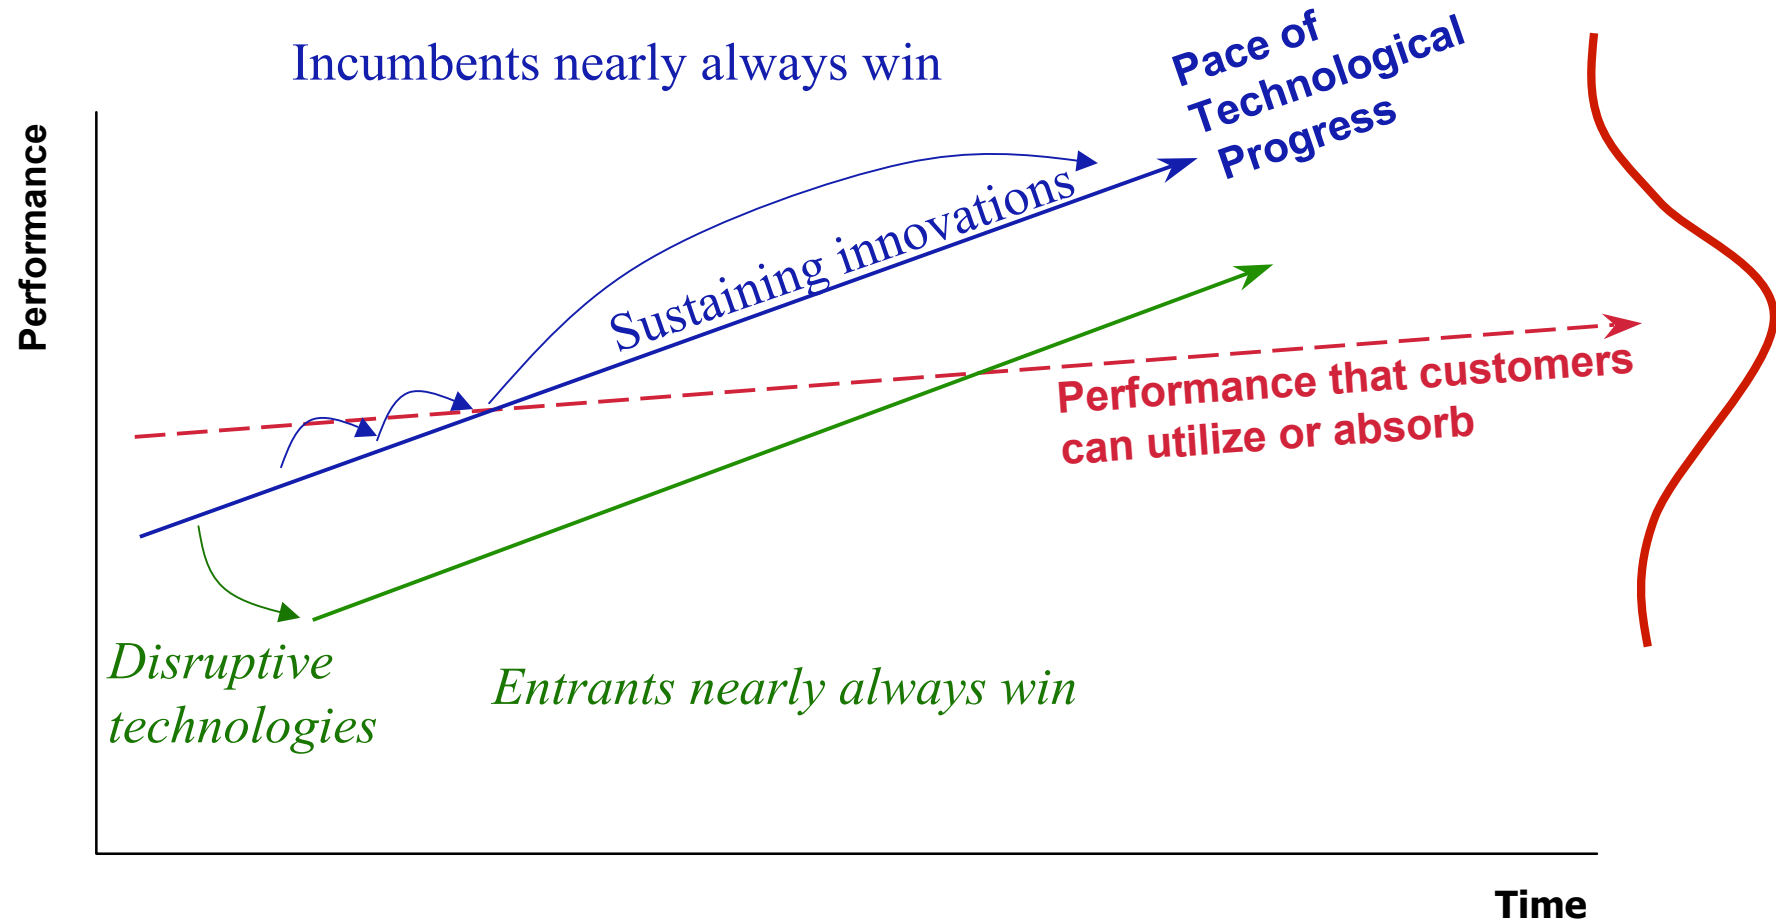 Incumbents nearly always win
Pace of
Technological
Progress
Performance
Sustaining innovations
Performance that customers
can utilize or absorb
Disruptive
technologies
Entrants nearly always win
Time